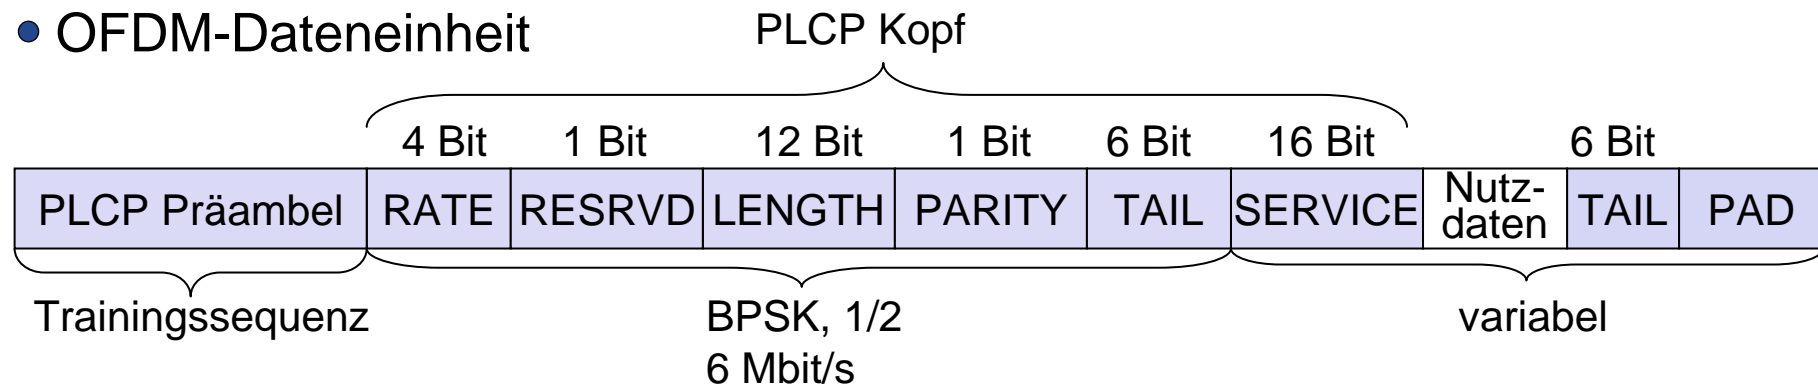 • OFDM-Dateneinheit
PLCP Kopf
4 Bit 1 Bit 12 Bit 1 Bit 6 Bit 16 Bit 6 Bit
PLCP Präambel RATE RESRVD LENGTH PARITY TAIL SERVICE Nutz-
daten TAIL PAD
Trainingssequenz BPSK, 1/2 variabel
6 Mbit/s